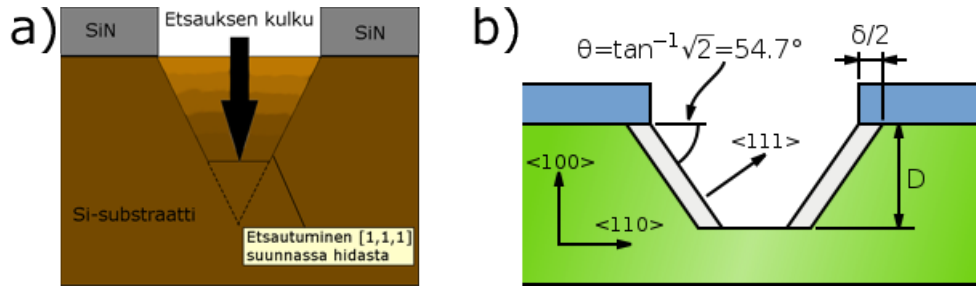 a)
SiN
Etsauksen kulku
SiN
Si-substraatti
Etsautuminen [1,1,1]
suunnassa hidasta
b)
θ=tan⁻¹√2=54.7°
δ/2
<111>
<100>
<110>
D